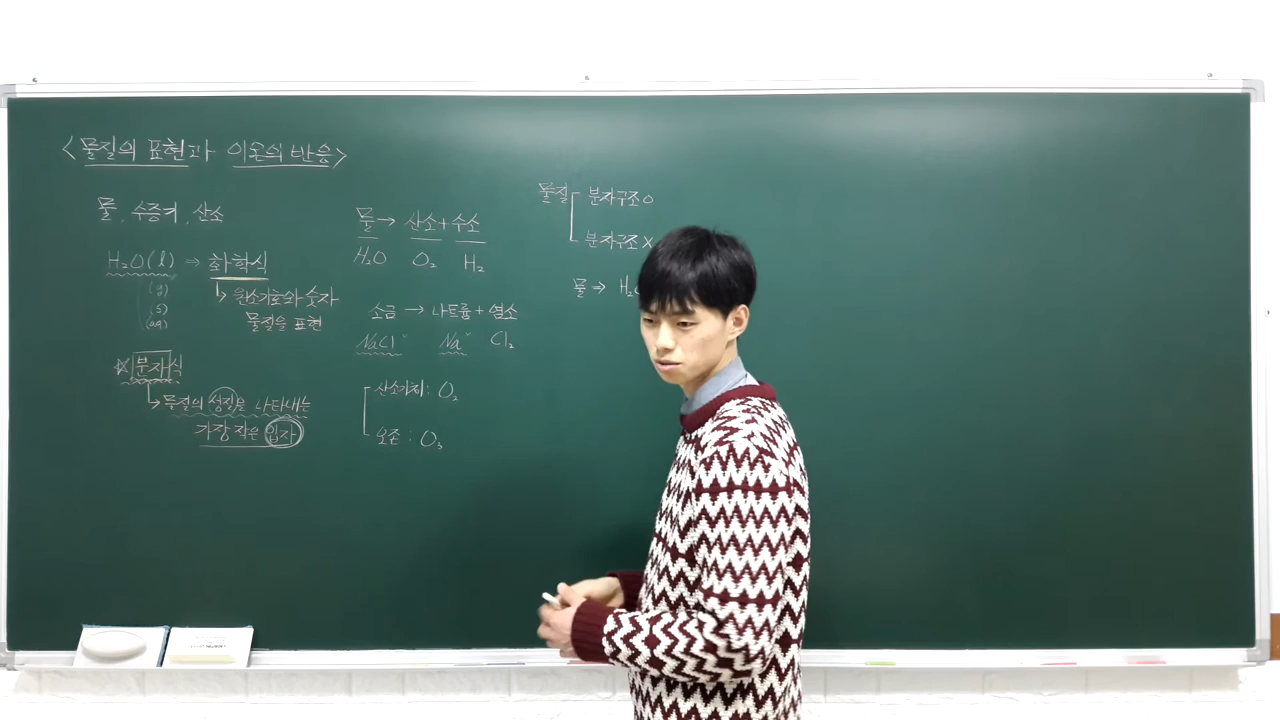 <물질의 표현과 이온의 반응>
물, 수증기, 산소
H₂O(l) ⇒ 화학식
(g)
(s)
(aq)
↳ 원소기호와 숫자
물질을 표현
☆분자식
↳ 물질의 성질을 나타내는
가장 작은 입자
물 → 산소+수소
H₂O O₂ H₂
소금 → 나트륨+염소
NaCl Na Cl₂
산소기체: O₂
오존 : O₃
물질 분자구조O
분자구조X
물 ⇒